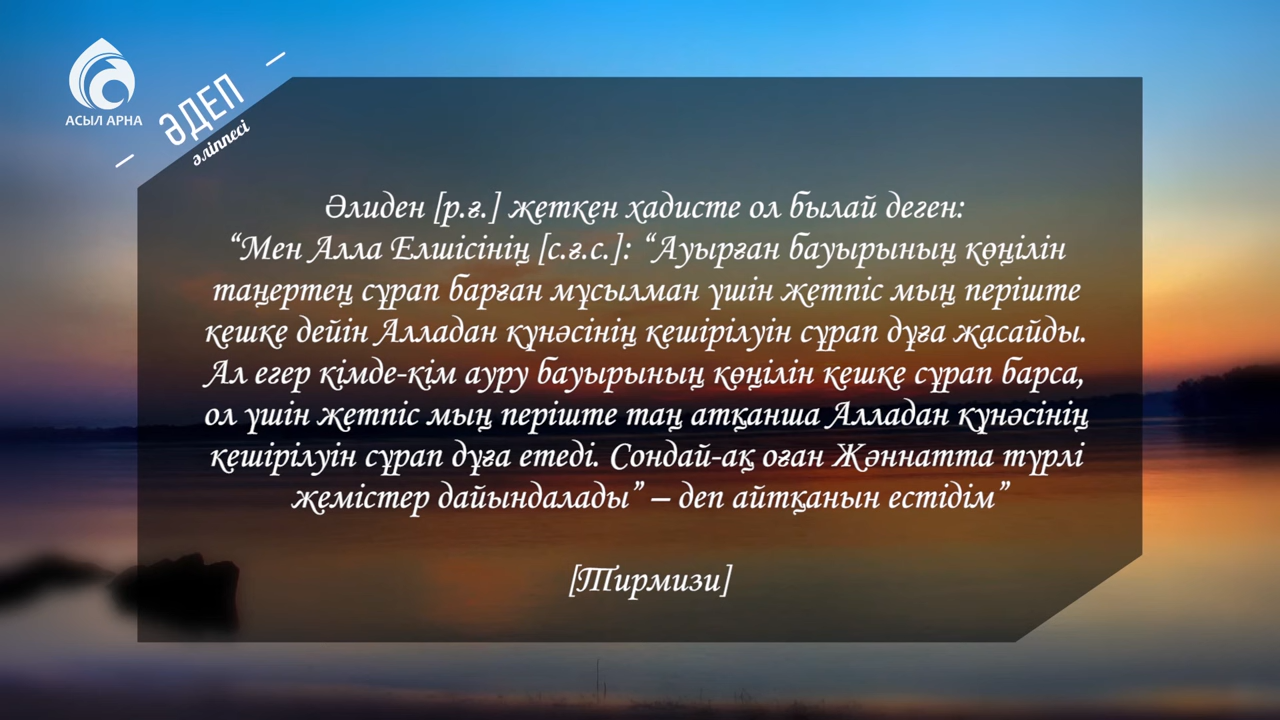 АСЫЛ АРНА
ӘДЕП
әліппесі
Әлиден [р.ғ.] жеткен хадисте ол былай деген:
“Мен Алла Елшісінің [с.ғ.с.]: “Ауырған бауырының көңілін
таңертең сұрап барған мұсылман үшін жетпіс мың періште
кешке дейін Алладан күнәсінің кешірілуін сұрап дұға жасайды.
Ал егер кімде-кім ауру бауырының көңілін кешке сұрап барса,
ол үшін жетпіс мың періште таң атқанша Алладан күнәсінің
кешірілуін сұрап дұға етеді. Сондай-ақ оған Жәннатта түрлі
жемістер дайындалады” – деп айтқанын естідім”
[Тирмизи]